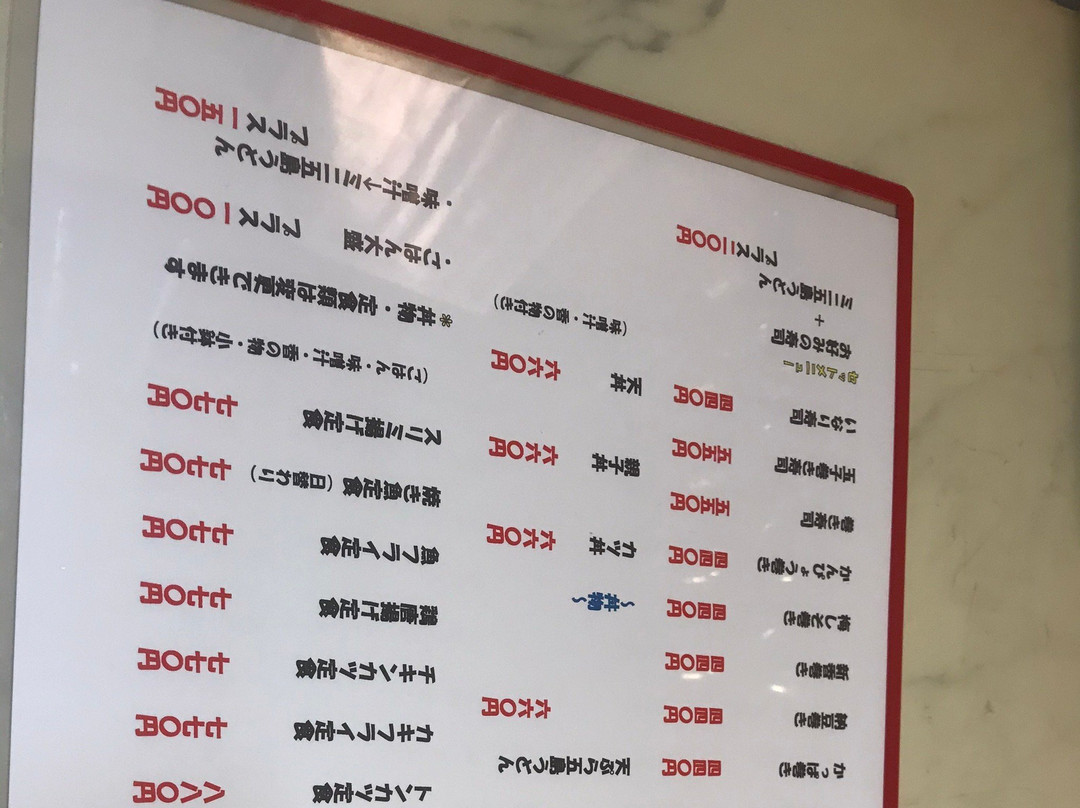 かっぱ巻き 四四〇円
納豆巻き 四四〇円
新香巻き 四四〇円
梅しそ巻き 四四〇円
かんぴょう巻き 四四〇円
巻き寿司 五五〇円
玉子巻き寿司 五五〇円
いなり寿司 四四〇円
セットメニュー
お好みの寿司
+
ミニ五島うどん
プラス二〇〇円
天ぷら五島うどん
六六〇円
~丼物~
カツ丼 六六〇円
親子丼 六六〇円
天丼 六六〇円
(味噌汁・香の物付き)
トンカツ定食 八八〇円
カキフライ定食 七七〇円
チキンカツ定食 七七〇円
鶏唐揚げ定食 七七〇円
魚フライ定食 七七〇円
焼き魚定食(日替わり) 七七〇円
スリミ揚げ定食 七七〇円
(ごはん・味噌汁・香の物・小鉢付き)
*丼物・定食類は変更できます
・ごはん大盛 プラス一〇〇円
・味噌汁→ミニ五島うどん
プラス一五〇円